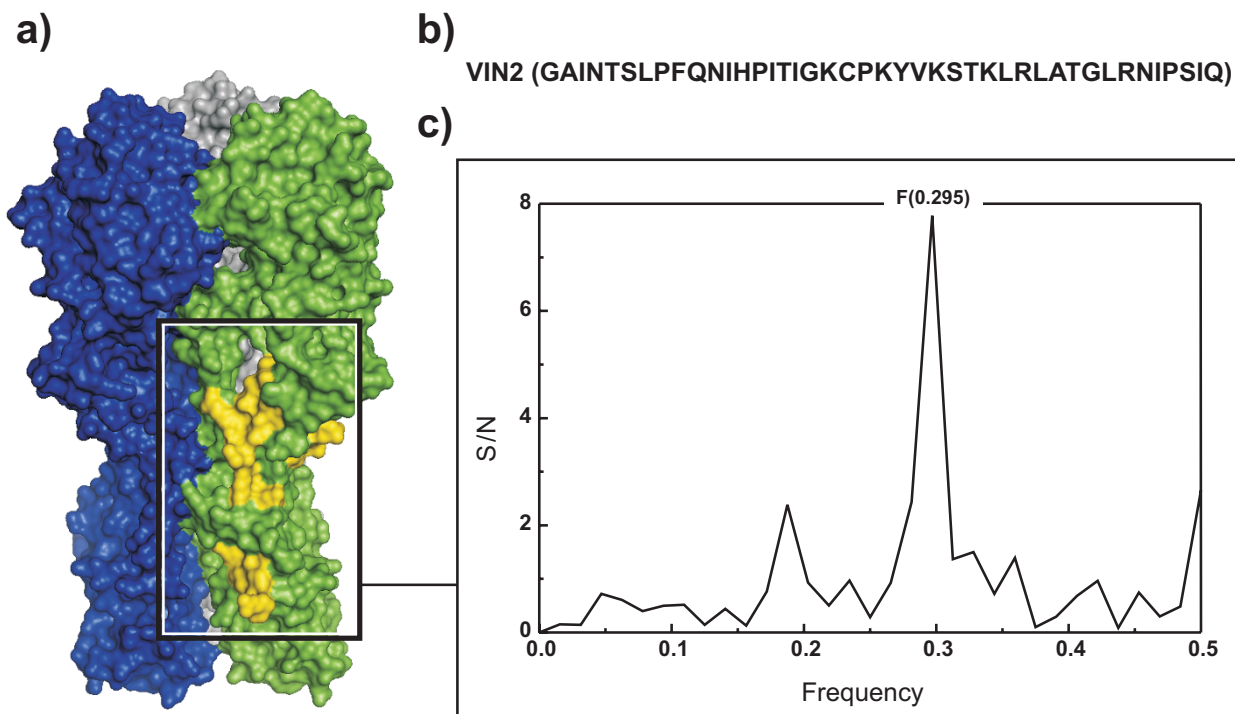 a)
b)
VIN2 (GAINTSLPFQNIHPITIGKCPKYVKSTKLRLATGLRNIPSIQ)
c)
F(0.295)
8
6
4
2
0
S/N
0.0 0.1 0.2 0.3 0.4 0.5
Frequency